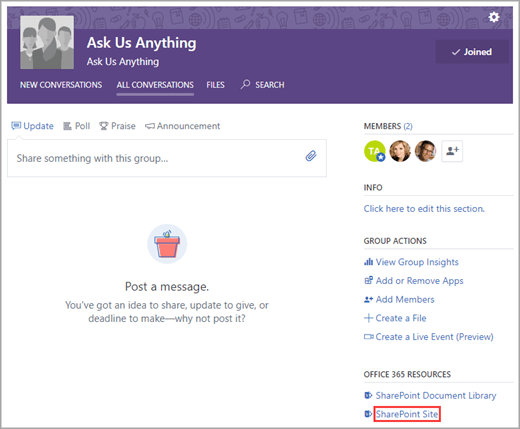 Ask Us Anything
Ask Us Anything
Joined
NEW CONVERSATIONS ALL CONVERSATIONS FILES SEARCH
Update Poll Praise Announcement
Share something with this group...
Post a message.
You've got an idea to share, update to give, or
deadline to make—why not post it?
MEMBERS (2)
TA
INFO
Click here to edit this section.
GROUP ACTIONS
View Group Insights
Add or Remove Apps
Add Members
Create a File
Create a Live Event (Preview)
OFFICE 365 RESOURCES
SharePoint Document Library
SharePoint Site